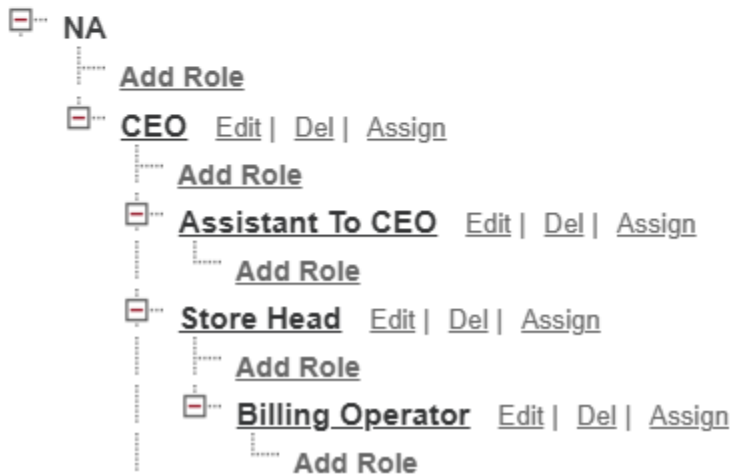 NA
Add Role
CEO Edit | Del | Assign
Add Role
Assistant To CEO Edit | Del | Assign
Add Role
Store Head Edit | Del | Assign
Add Role
Billing Operator Edit | Del | Assign
Add Role